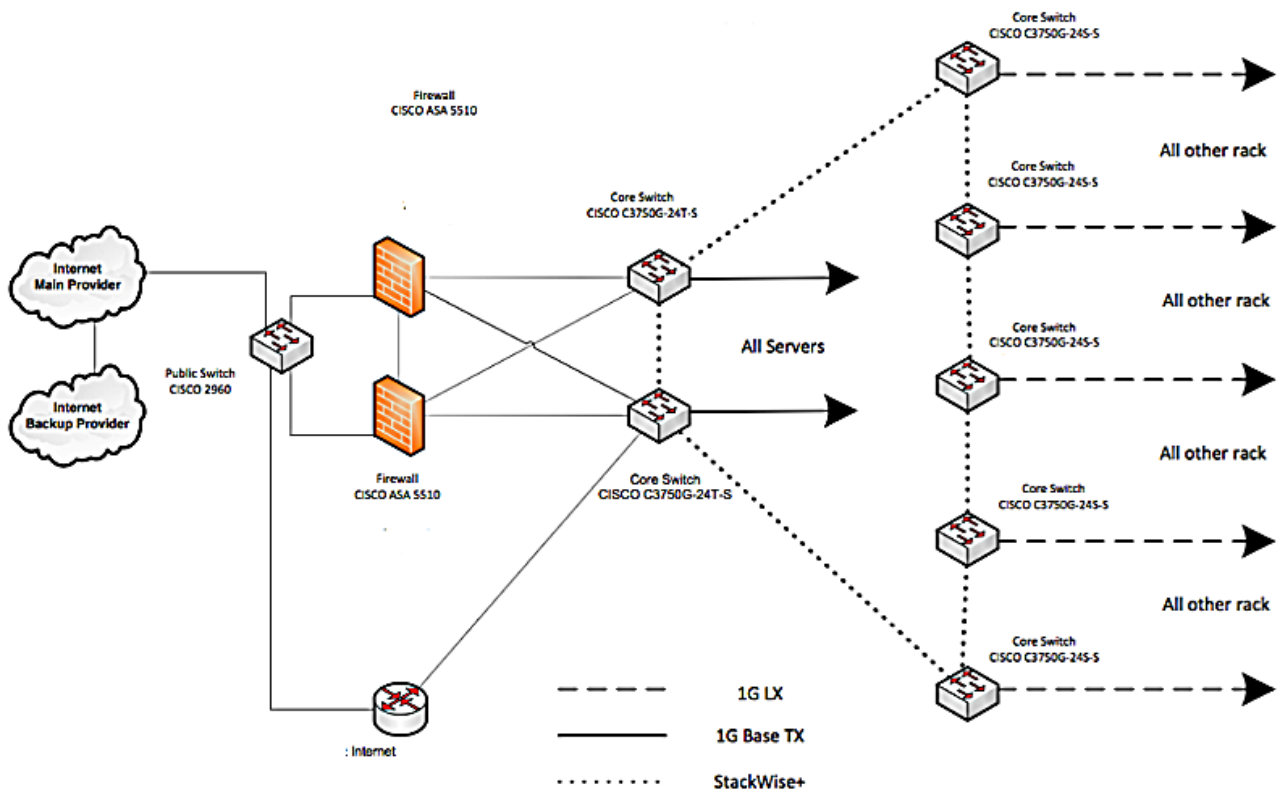 Core Switch
CISCO C3750G-24S-S
Firewall
CISCO ASA 5510
All other rack
Core Switch
CISCO C3750G-24S-S
Core Switch
CISCO C3750G-24T-S
Internet
Main Provider
All other rack
Public Switch
CISCO 2960
All Servers
Core Switch
CISCO C3750G-24S-S
Internet
Backup Provider
All other rack
Firewall
CISCO ASA 5510
Core Switch
CISCO C3750G-24T-S
Core Switch
CISCO C3750G-24S-S
All other rack
Core Switch
CISCO C3750G-24S-S
: Internet
1G LX
1G Base TX
StackWise+